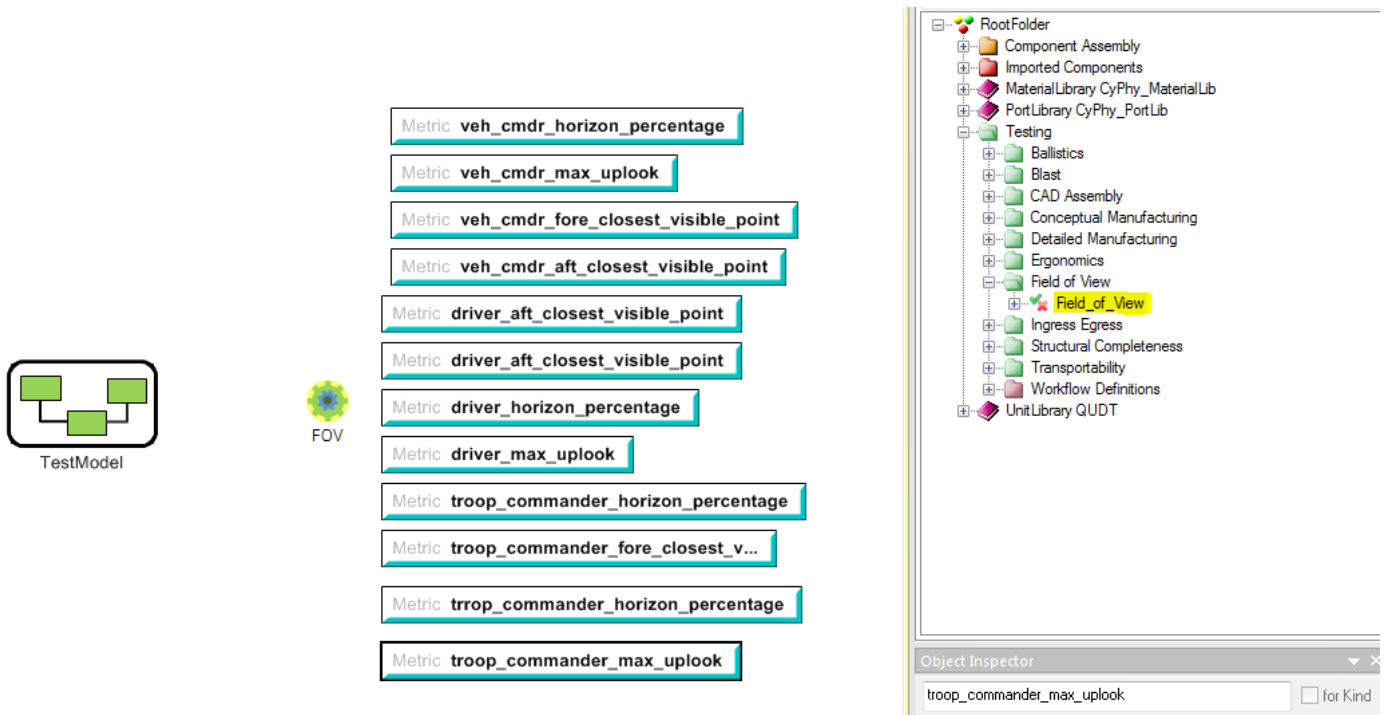 Metric veh_cmdr_horizon_percentage
Metric veh_cmdr_max_uplook
Metric veh_cmdr_fore_closest_visible_point
Metric veh_cmdr_aft_closest_visible_point
Metric driver_aft_closest_visible_point
Metric driver_aft_closest_visible_point
Metric driver_horizon_percentage
Metric driver_max_uplook
Metric troop_commander_horizon_percentage
Metric troop_commander_fore_closest_v...
Metric trrop_commander_horizon_percentage
Metric troop_commander_max_uplook
TestModel
FOV
RootFolder
Component Assembly
Imported Components
MaterialLibrary CyPhy_MaterialLib
PortLibrary CyPhy_PortLib
Testing
Ballistics
Blast
CAD Assembly
Conceptual Manufacturing
Detailed Manufacturing
Ergonomics
Field of View
Field_of_View
Ingress Egress
Structural Completeness
Transportability
Workflow Definitions
UnitLibrary QUDT
Object Inspector
troop_commander_max_uplook
for Kind